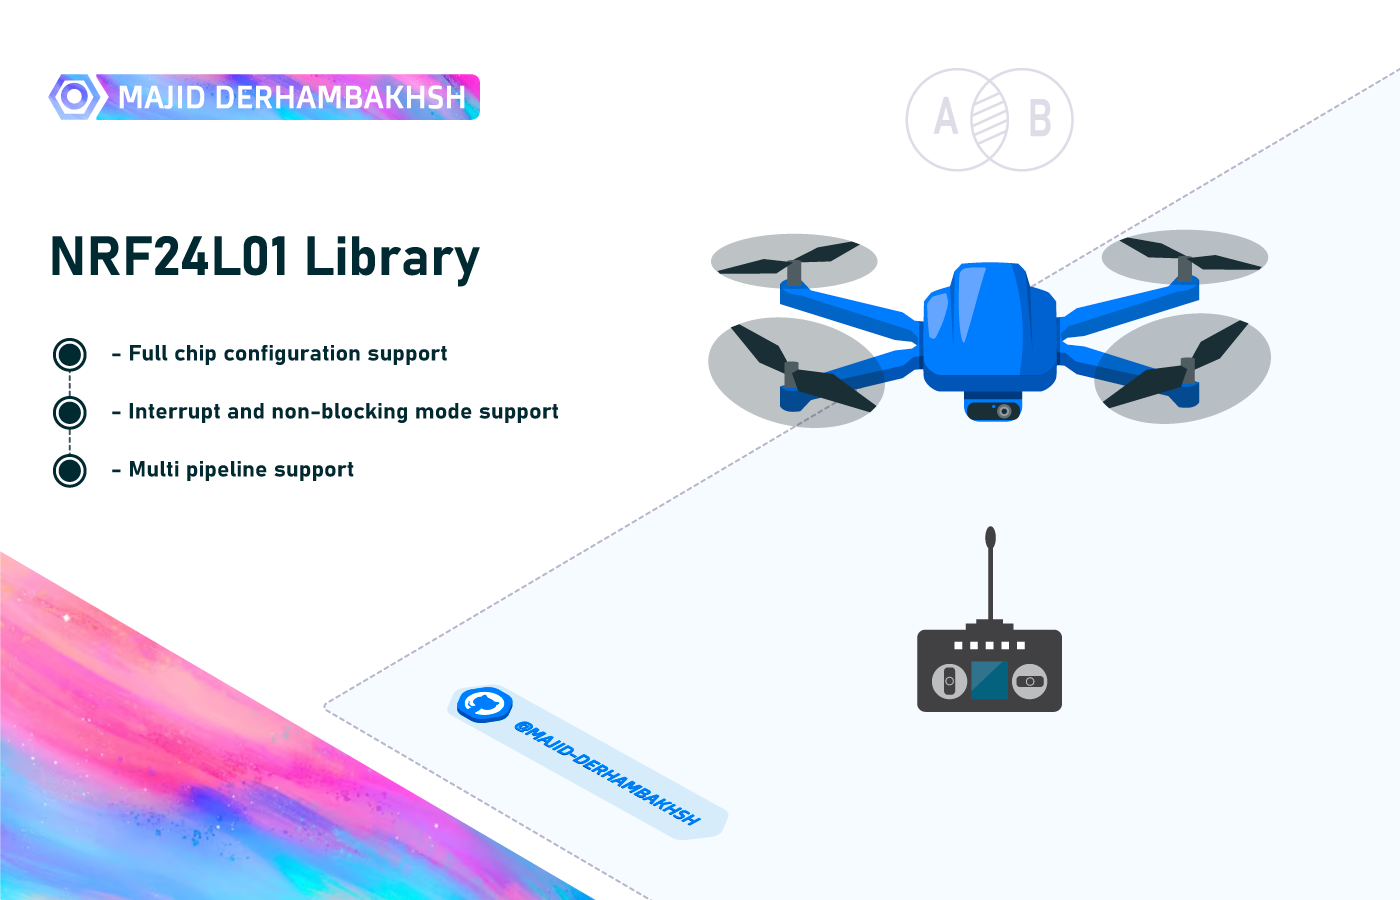 MAJID DERHAMBAKHSH
A B
NRF24L01 Library
- Full chip configuration support
- Interrupt and non-blocking mode support
- Multi pipeline support
@MAJID-DERHAMBAKHSH